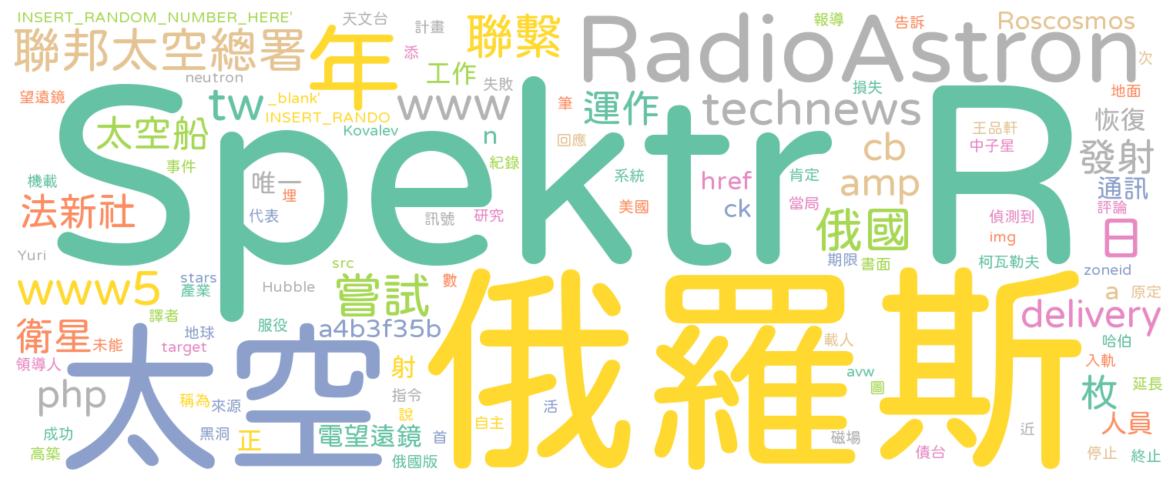 INSERT_RANDOM_NUMBER_HERE'
天文台
計畫
報導
告訴
Roscosmos
聯邦太空總署
年
忝
聯繫
RadioAstron
次
neutron
工作
失敗
望遠鏡
tw
_blank'
INSERT_RANDO
www
筆
運作
損失
technews
地面
恢復
太空船
Kovalev
n
回應
王品軒
中子星
cb
發射
事件
紀錄
Spektr
R
機載
唯一
埋
系統
href
肯定
amp
通訊
法新社
代表
訊號
研究
美國
ck
當局
俄國
偵測到
評論
img
日
Yuri
src
期限
書面
柯瓦勒夫
zoneid
www5
stars
產業
Hubble
嘗試
數
a
原定
delivery
譯者
地球
服役
a4b3f35b
俄羅斯
載人
哈伯
衛星
未能
target
太空
射
avw
入軌
領導人
圖
枚
延長
php
稱為
來源
指令
說
活
人員
成功
黑洞
正
電望遠鏡
首
自主
磁場
近
高築
俄國版
債台
停止
終止